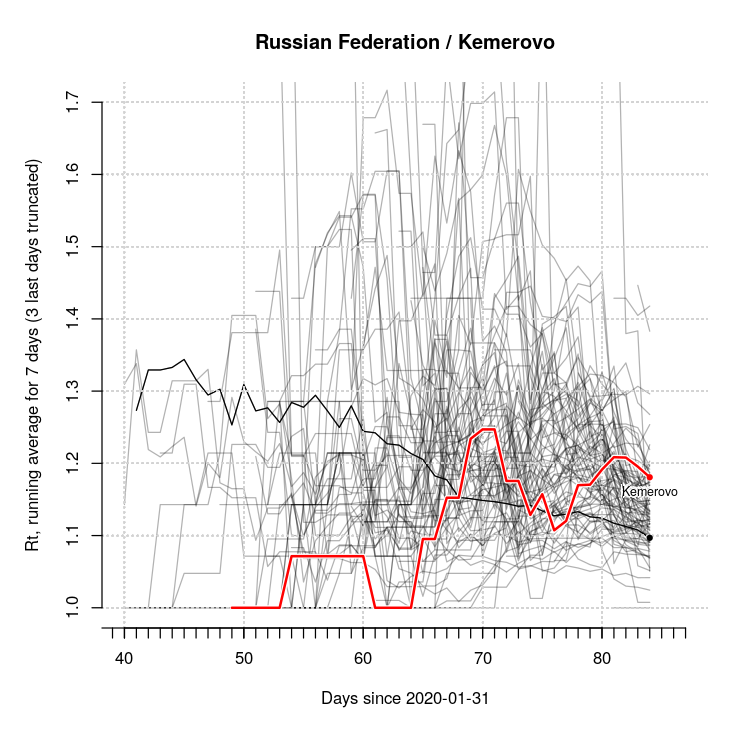 Russian Federation / Kemerovo
Rt, running average for 7 days (3 last days truncated)
1.7
1.6
1.5
1.4
1.3
1.2
1.1
1.0
Kemerovo
40 50 60 70 80
Days since 2020-01-31